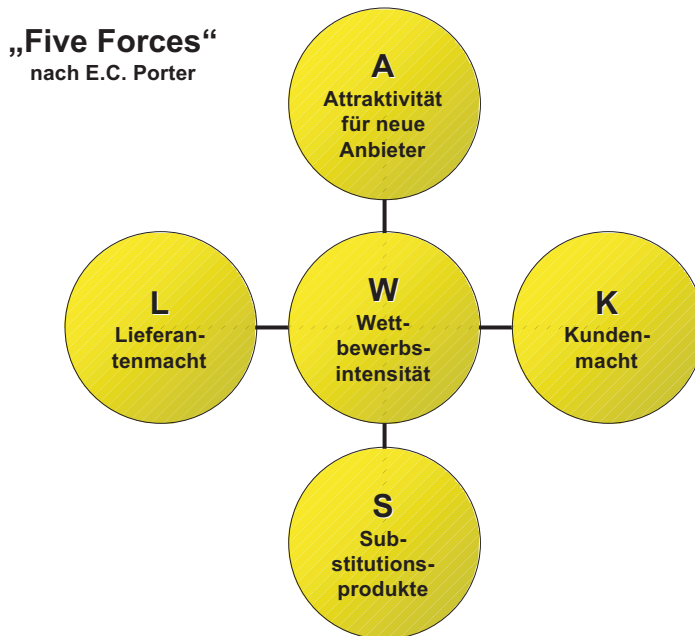 „Five Forces“
nach E.C. Porter
A
Attraktivität
für neue
Anbieter
L
Lieferan-
tenmacht
W
Wett-
bewerbs-
intensität
K
Kunden-
macht
S
Sub-
stitutions-
produkte